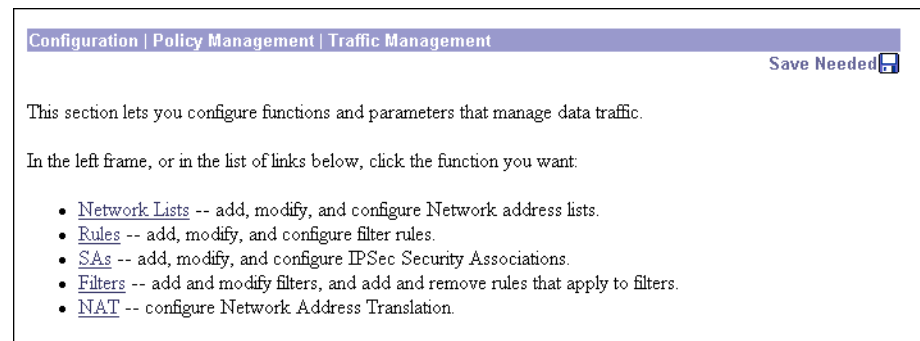 Configuration | Policy Management | Traffic Management
Save Needed
This section lets you configure functions and parameters that manage data traffic.
In the left frame, or in the list of links below, click the function you want:
• Network Lists -- add, modify, and configure Network address lists.
• Rules -- add, modify, and configure filter rules.
• SAs -- add, modify, and configure IPSec Security Associations.
• Filters -- add and modify filters, and add and remove rules that apply to filters.
• NAT -- configure Network Address Translation.